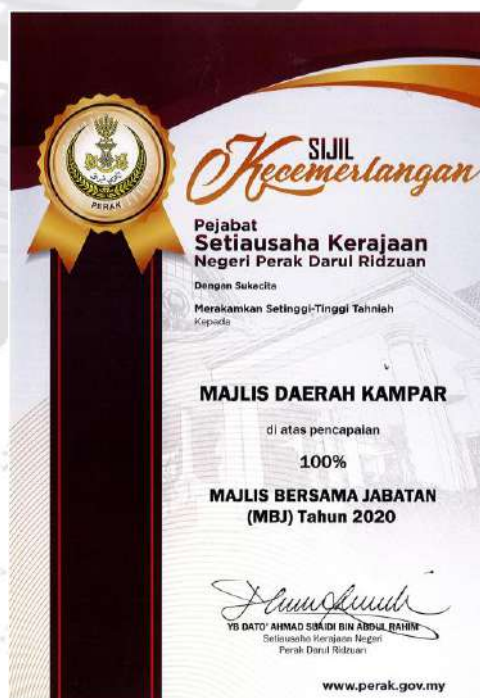 SIJIL
Kecemerlangan
PERAK
Pejabat
Setiausaha Kerajaan
Negeri Perak Darul Ridzuan
Dengan Sukacita
Merakamkan Setinggi-Tinggi Tahniah
Kepada
MAJLIS DAERAH KAMPAR
di atas pencapaian
100%
MAJLIS BERSAMA JABATAN
(MBJ) Tahun 2020
YB DATO' AHMAD SUAIDI BIN ABDUL RAHIM
Setiausaha Kerajaan Negeri
Perak Darul Ridzuan
www.perak.gov.my